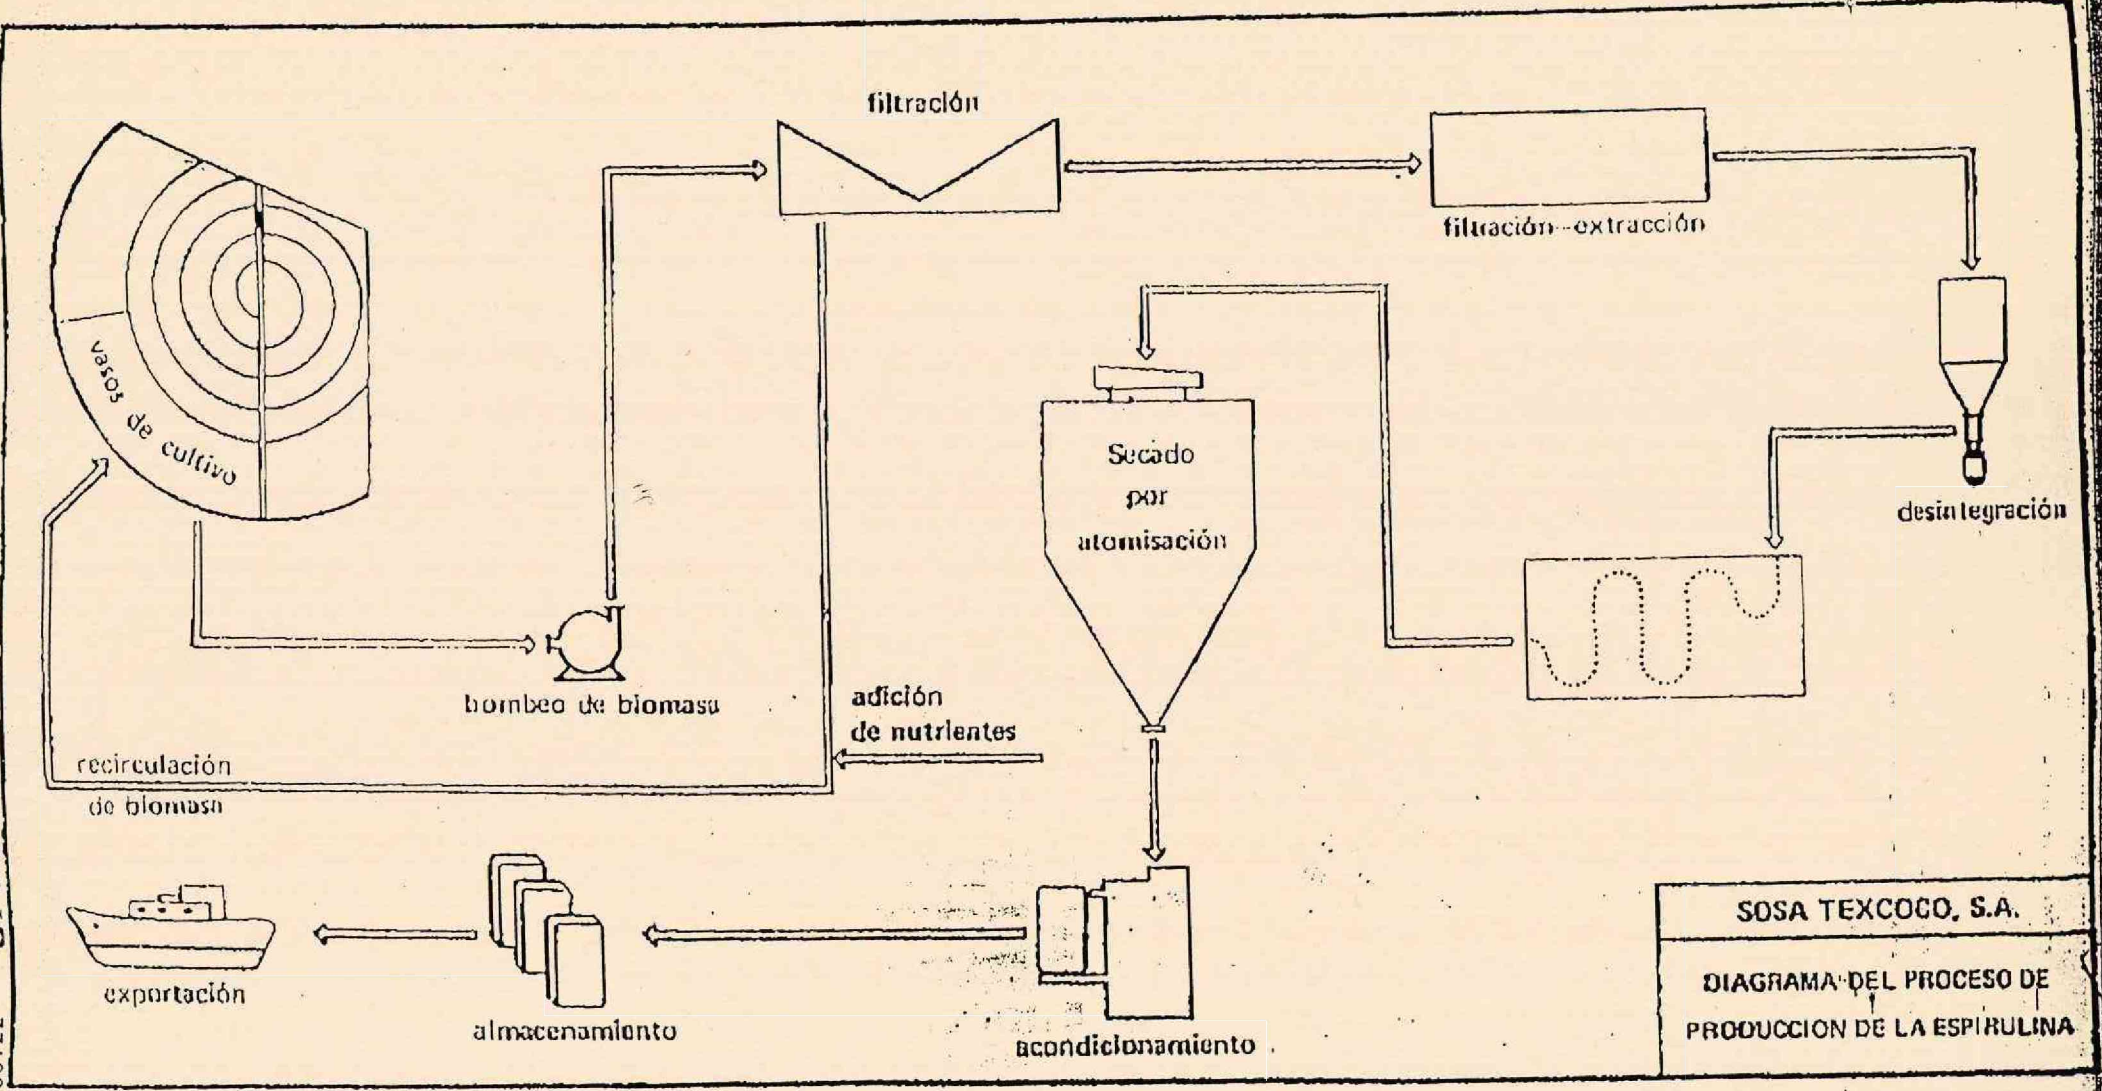 filtración
filtración--extracción
vasos de cultivo
Secado
por
atomisación
desintegración
bombeo de biomasa
adición
de nutrientes
recirculación
de biomasa
exportación
almacenamiento
acondicionamiento
SOSA TEXCOCO, S.A.
DIAGRAMA DEL PROCESO DE
PRODUCCION DE LA ESPIRULINA